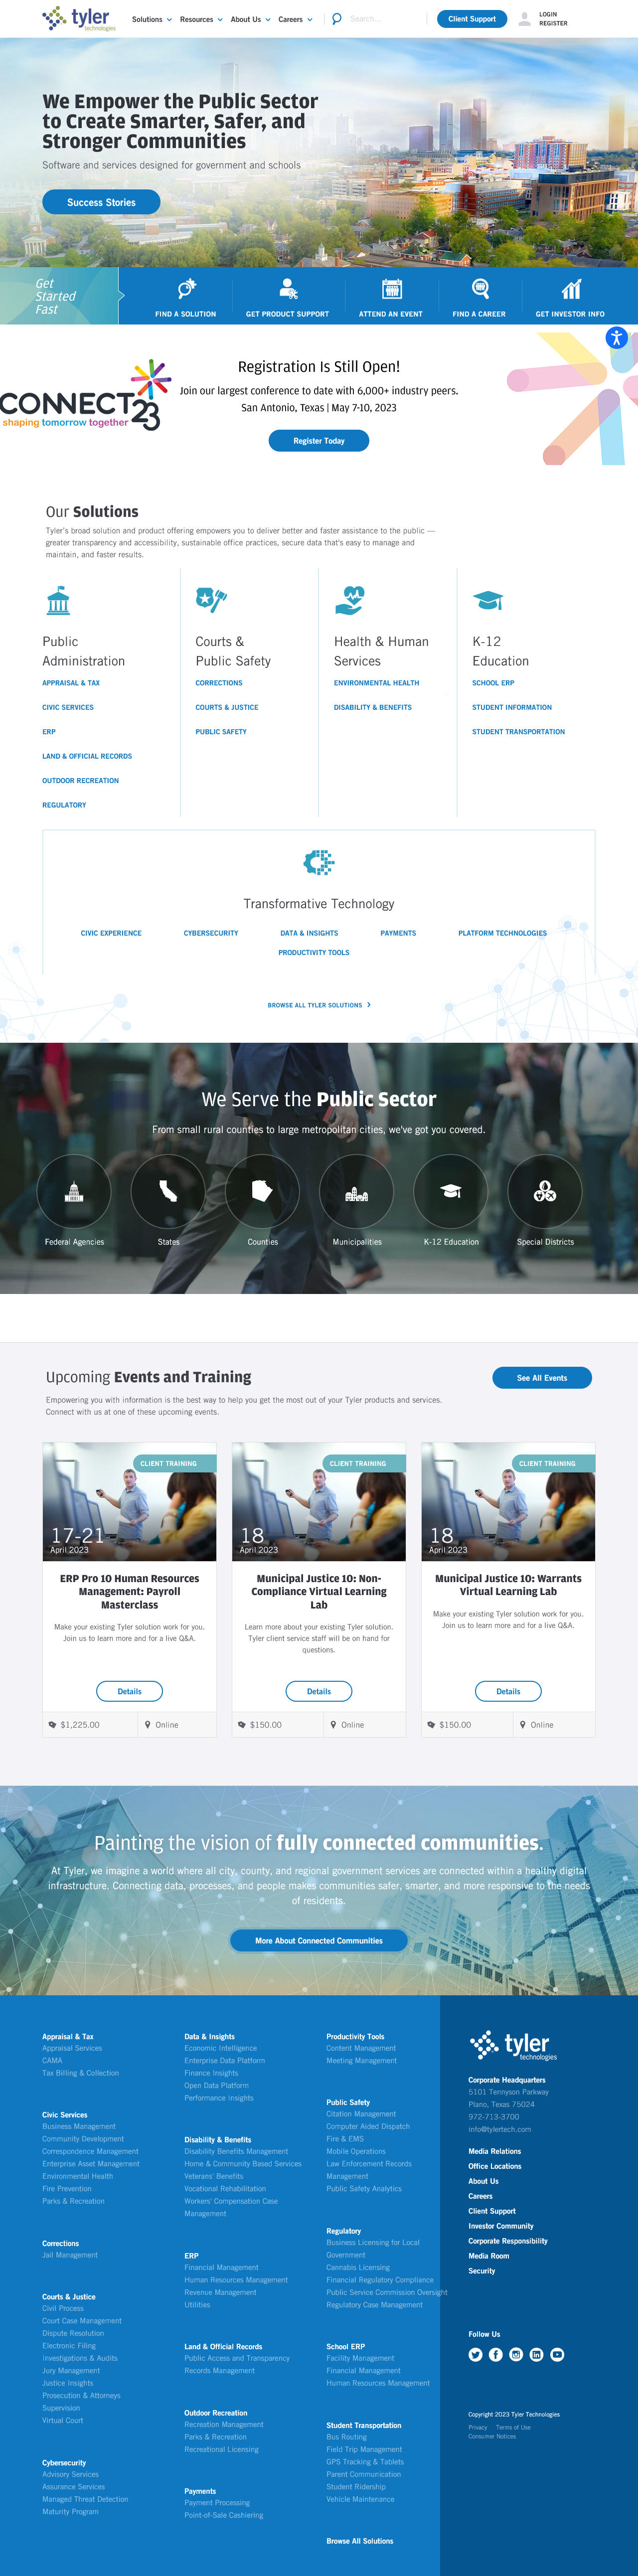 tyler
technologies
Solutions
Resources
About Us
Careers
Search...
Client Support
LOGIN
REGISTER
We Empower the Public Sector
to Create Smarter, Safer, and
Stronger Communities
Software and services designed for government and schools
Success Stories
Get
Started
Fast
FIND A SOLUTION
GET PRODUCT SUPPORT
ATTEND AN EVENT
FIND A CAREER
GET INVESTOR INFO
CONNECT23
shaping tomorrow together
Registration Is Still Open!
Join our largest conference to date with 6,000+ industry peers.
San Antonio, Texas | May 7-10, 2023
Register Today
Our Solutions
Tyler's broad solution and product offering empowers you to deliver better and faster assistance to the public —
greater transparency and accessibility, sustainable office practices, secure data that's easy to manage and
maintain, and faster results.
Public
Administration
APPRAISAL & TAX
CIVIC SERVICES
ERP
LAND & OFFICIAL RECORDS
OUTDOOR RECREATION
REGULATORY
Courts &
Public Safety
CORRECTIONS
COURTS & JUSTICE
PUBLIC SAFETY
Health & Human
Services
ENVIRONMENTAL HEALTH
DISABILITY & BENEFITS
K-12
Education
SCHOOL ERP
STUDENT INFORMATION
STUDENT TRANSPORTATION
Transformative Technology
CIVIC EXPERIENCE
CYBERSECURITY
DATA & INSIGHTS
PAYMENTS
PLATFORM TECHNOLOGIES
PRODUCTIVITY TOOLS
BROWSE ALL TYLER SOLUTIONS
We Serve the Public Sector
From small rural counties to large metropolitan cities, we've got you covered.
Federal Agencies
States
Counties
Municipalities
K-12 Education
Special Districts
Upcoming Events and Training
See All Events
Empowering you with information is the best way to help you get the most out of your Tyler products and services.
Connect with us at one of these upcoming events.
CLIENT TRAINING
17-21
April 2023
ERP Pro 10 Human Resources
Management: Payroll
Masterclass
Make your existing Tyler solution work for you.
Join us to learn more and for a live Q&A.
Details
$1,225.00
Online
CLIENT TRAINING
18
April 2023
Municipal Justice 10: Non-
Compliance Virtual Learning
Lab
Learn more about your existing Tyler solution.
Tyler client service staff will be on hand for
questions.
Details
$150.00
Online
CLIENT TRAINING
18
April 2023
Municipal Justice 10: Warrants
Virtual Learning Lab
Make your existing Tyler solution work for you.
Join us to learn more and for a live Q&A.
Details
$150.00
Online
Painting the vision of fully connected communities.
At Tyler, we imagine a world where all city, county, and regional government services are connected within a healthy digital
infrastructure. Connecting data, processes, and people makes communities safer, smarter, and more responsive to the needs
of residents.
More About Connected Communities
Appraisal & Tax
Appraisal Services
CAMA
Tax Billing & Collection
Civic Services
Business Management
Community Development
Correspondence Management
Enterprise Asset Management
Environmental Health
Fire Prevention
Parks & Recreation
Corrections
Jail Management
Courts & Justice
Civil Process
Court Case Management
Dispute Resolution
Electronic Filing
Investigations & Audits
Jury Management
Justice Insights
Prosecution & Attorneys
Supervision
Virtual Court
Cybersecurity
Advisory Services
Assurance Services
Managed Threat Detection
Maturity Program
Data & Insights
Economic Intelligence
Enterprise Data Platform
Finance Insights
Open Data Platform
Performance Insights
Disability & Benefits
Disability Benefits Management
Home & Community Based Services
Veterans' Benefits
Vocational Rehabilitation
Workers' Compensation Case
Management
ERP
Financial Management
Human Resources Management
Revenue Management
Utilities
Land & Official Records
Public Access and Transparency
Records Management
Outdoor Recreation
Recreation Management
Parks & Recreation
Recreational Licensing
Payments
Payment Processing
Point-of-Sale Cashiering
Productivity Tools
Content Management
Meeting Management
Public Safety
Citation Management
Computer Aided Dispatch
Fire & EMS
Mobile Operations
Law Enforcement Records
Management
Public Safety Analytics
Regulatory
Business Licensing for Local
Government
Cannabis Licensing
Financial Regulatory Compliance
Public Service Commission Oversight
Regulatory Case Management
School ERP
Facility Management
Financial Management
Human Resources Management
Student Transportation
Bus Routing
Field Trip Management
GPS Tracking & Tablets
Parent Communication
Student Ridership
Vehicle Maintenance
Browse All Solutions
tyler
technologies
Corporate Headquarters
5101 Tennyson Parkway
Plano, Texas 75024
972-713-3700
info@tylertech.com
Media Relations
Office Locations
About Us
Careers
Client Support
Investor Community
Corporate Responsibility
Media Room
Security
Follow Us
Copyright 2023 Tyler Technologies
Privacy
Terms of Use
Consumer Notices